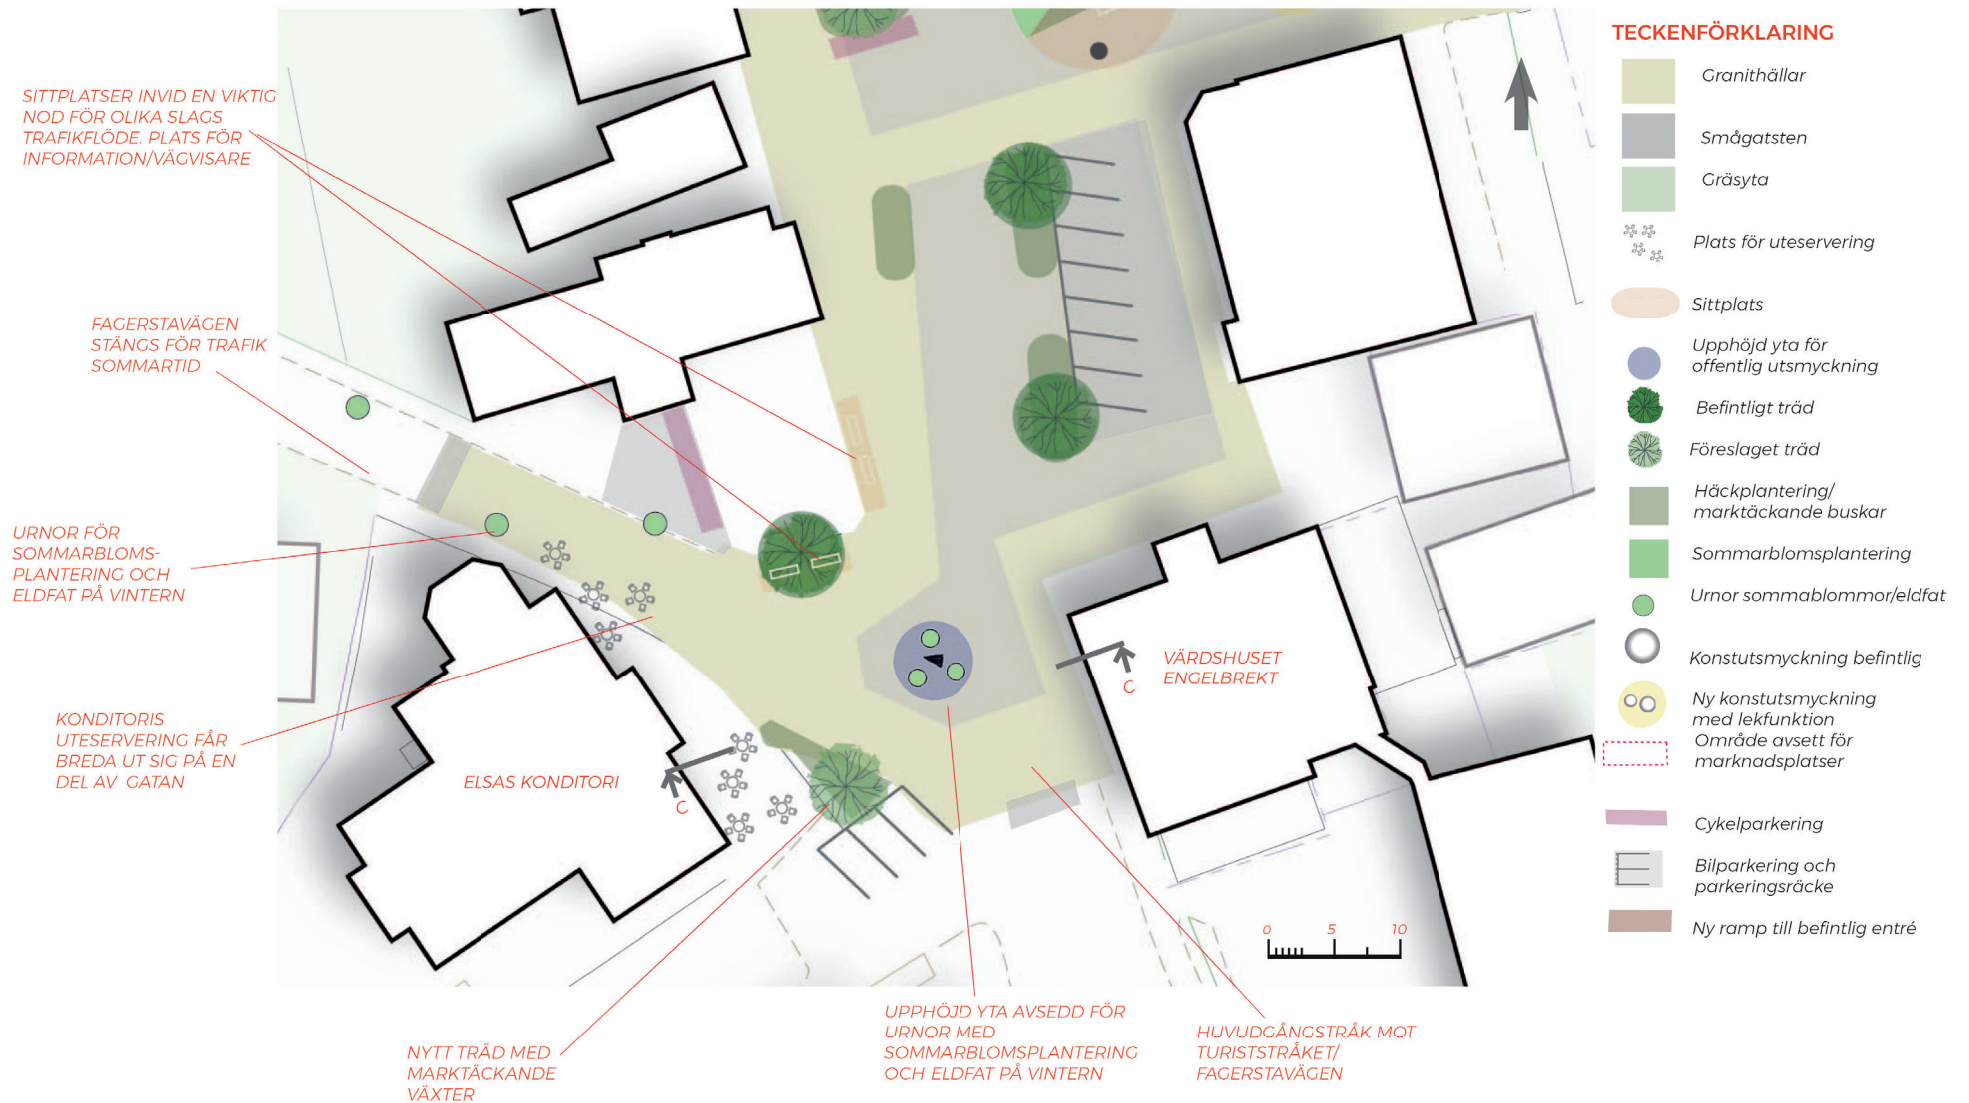 SITTPLATSER INVID EN VIKTIG
NOD FÖR OLIKA SLAGS
TRAFIKFLÖDE. PLATS FÖR
INFORMATION/VÄGVISARE
FAGERSTAVÄGEN
STÄNGS FÖR TRAFIK
SOMMARTID
URNOR FÖR
SOMMARBLOMS-
PLANTERING OCH
ELDFAT PÅ VINTERN
KONDITORIS
UTESERVERING FÅR
BREDA UT SIG PÅ EN
DEL AV GATAN
ELSAS KONDITORI
C
VÄRDSHUSET
ENGELBREKT
C
0 5 10
NYTT TRÄD MED
MARKTÄCKANDE
VÄXTER
UPPHÖJD YTA AVSEDD FÖR
URNOR MED
SOMMARBLOMSPLANTERING
OCH ELDFAT PÅ VINTERN
HUVUDGÅNGSTRÅK MOT
TURISTSTRÅKET/
FAGERSTAVÄGEN
TECKENFÖRKLARING
Granithällar
Smågatsten
Gräsyta
Plats för uteservering
Sittplats
Upphöjd yta för
offentlig utsmyckning
Befintligt träd
Föreslaget träd
Häckplantering/
marktäckande buskar
Sommarblomsplantering
Urnor sommablommor/eldfat
Konstutsmyckning befintlig
Ny konstutsmyckning
med lekfunktion
Område avsett för
marknadsplatser
Cykelparkering
Bilparkering och
parkeringsräcke
Ny ramp till befintlig entré